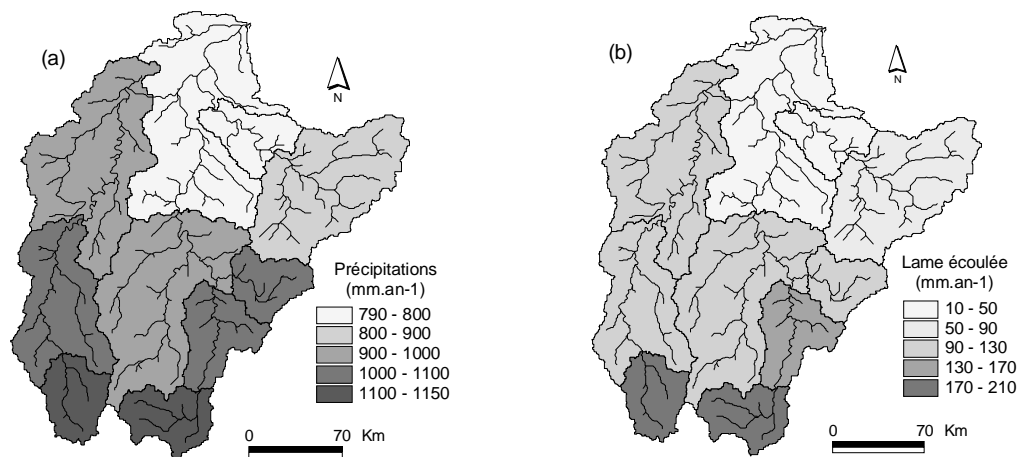 (a)
N
Précipitations
(mm.an-1)
790 - 800
800 - 900
900 - 1000
1000 - 1100
1100 - 1150
0 70 Km
(b)
N
Lame écoulée
(mm.an-1)
10 - 50
50 - 90
90 - 130
130 - 170
170 - 210
0 70 Km